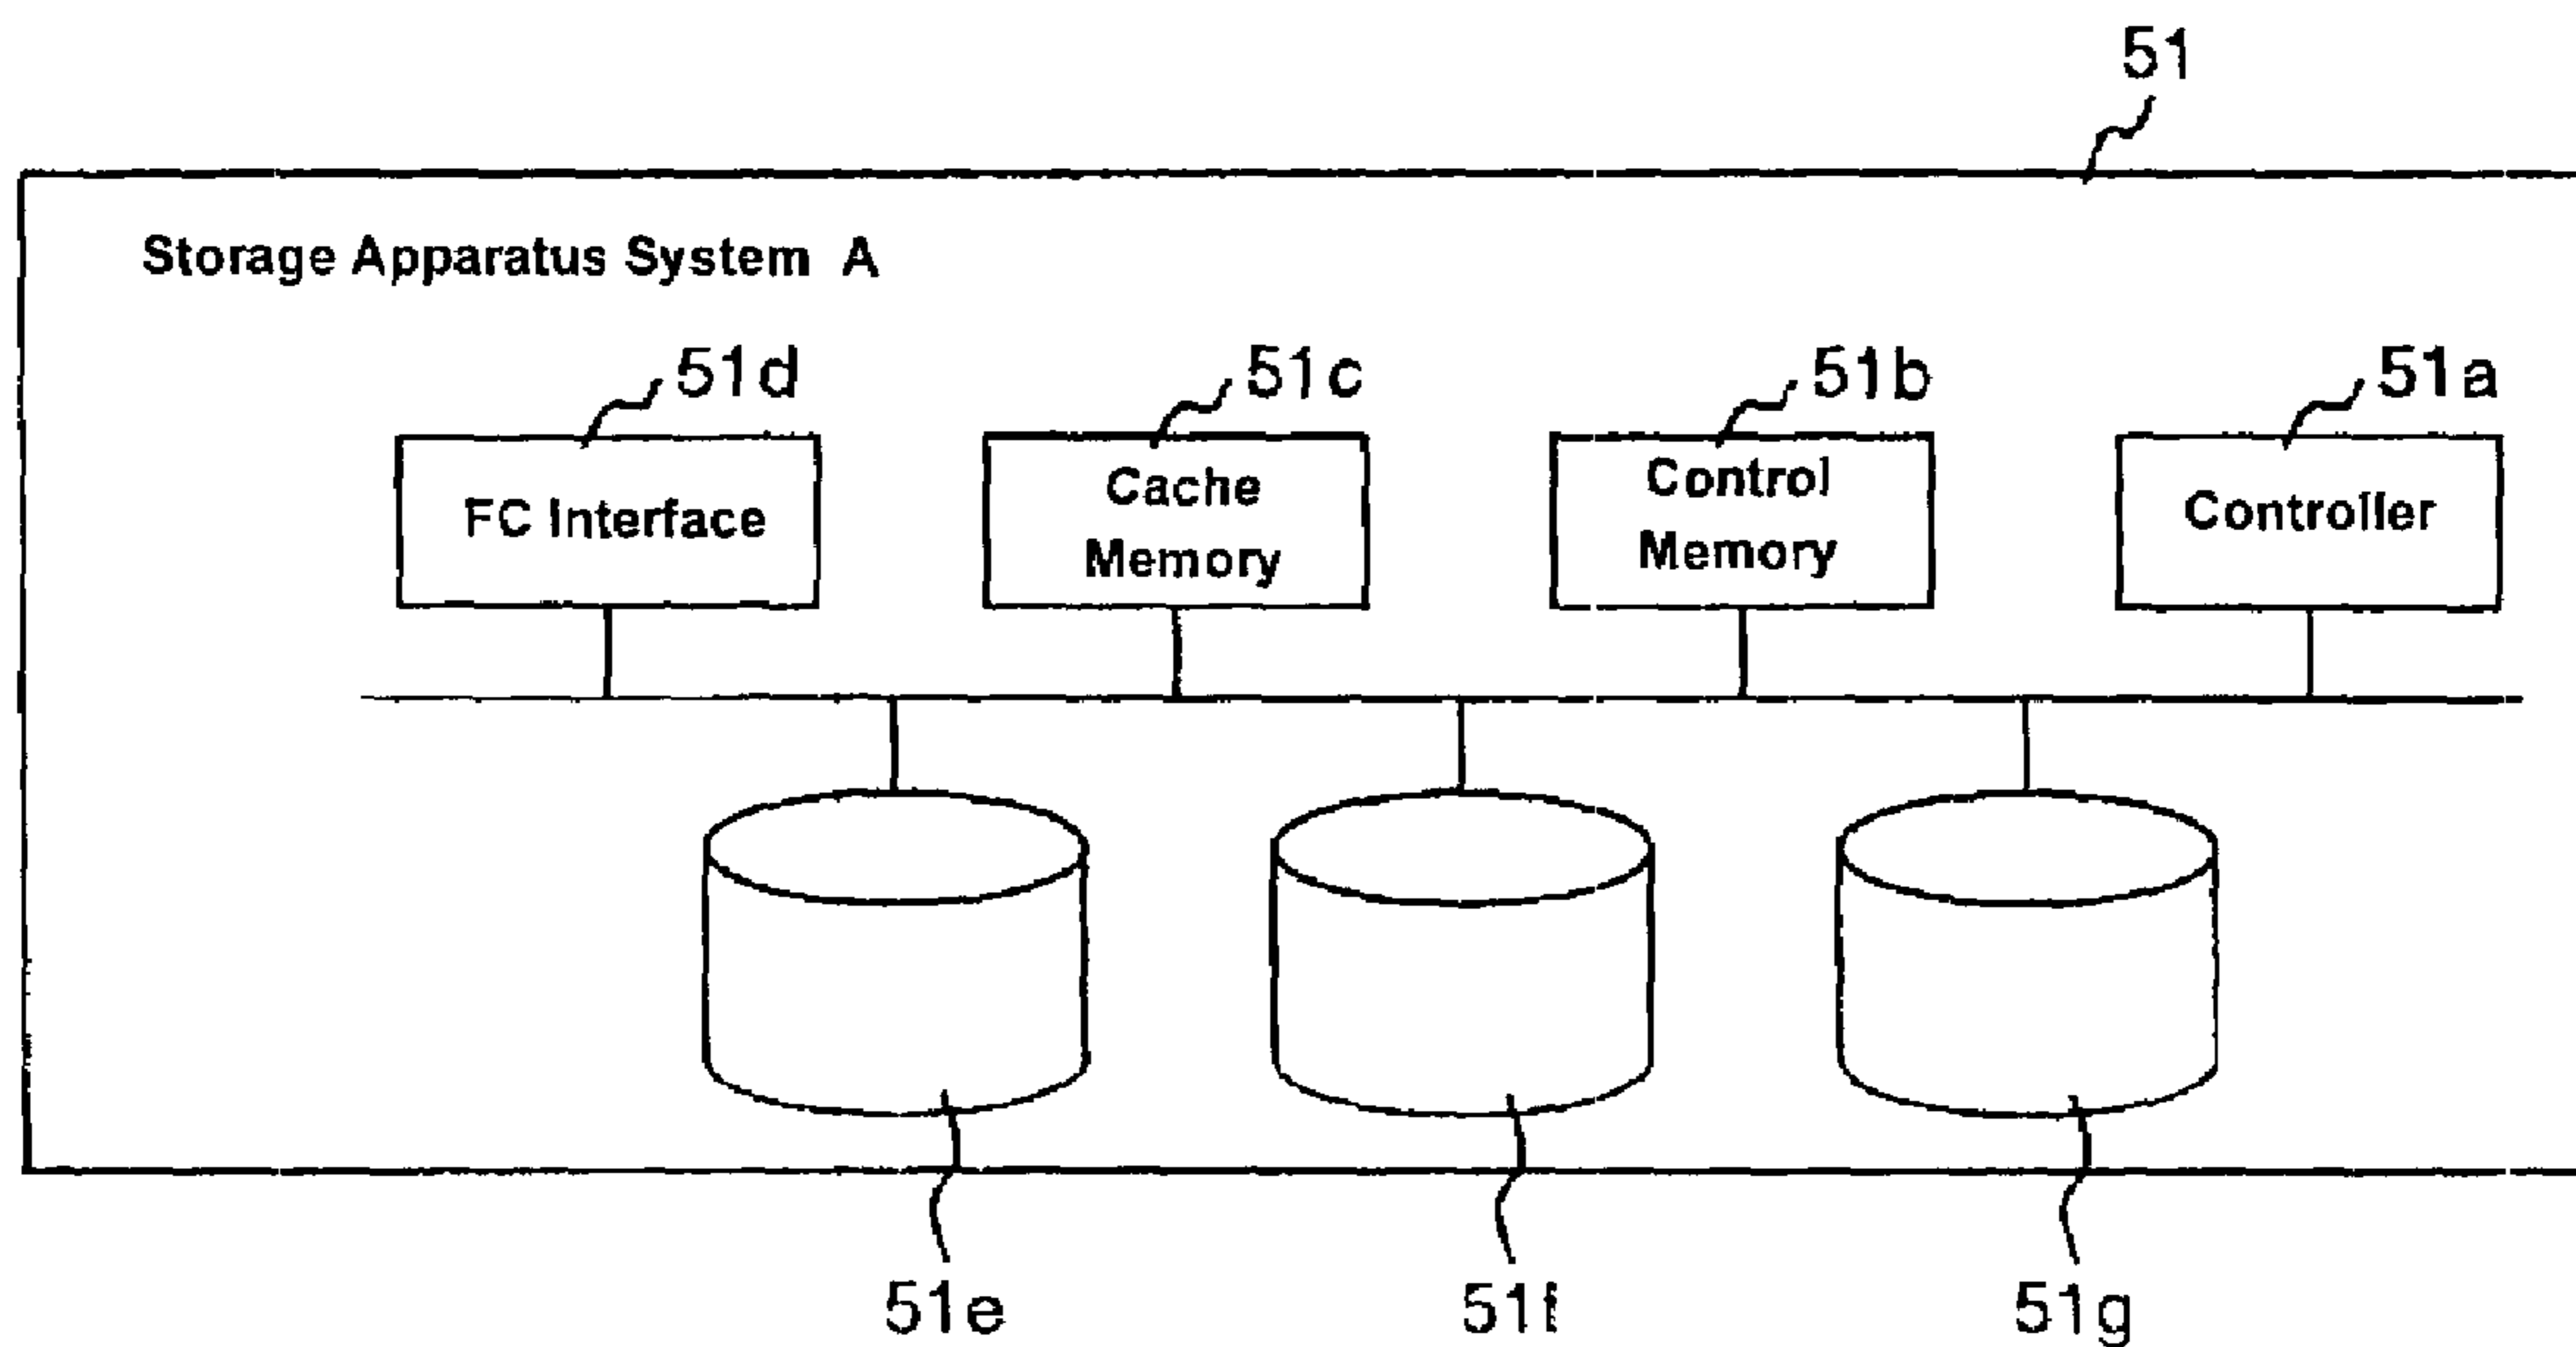 51
Storage Apparatus System A
51d
51c
51b
51a
FC Interface
Cache
Memory
Control
Memory
Controller
51e
51f
51g